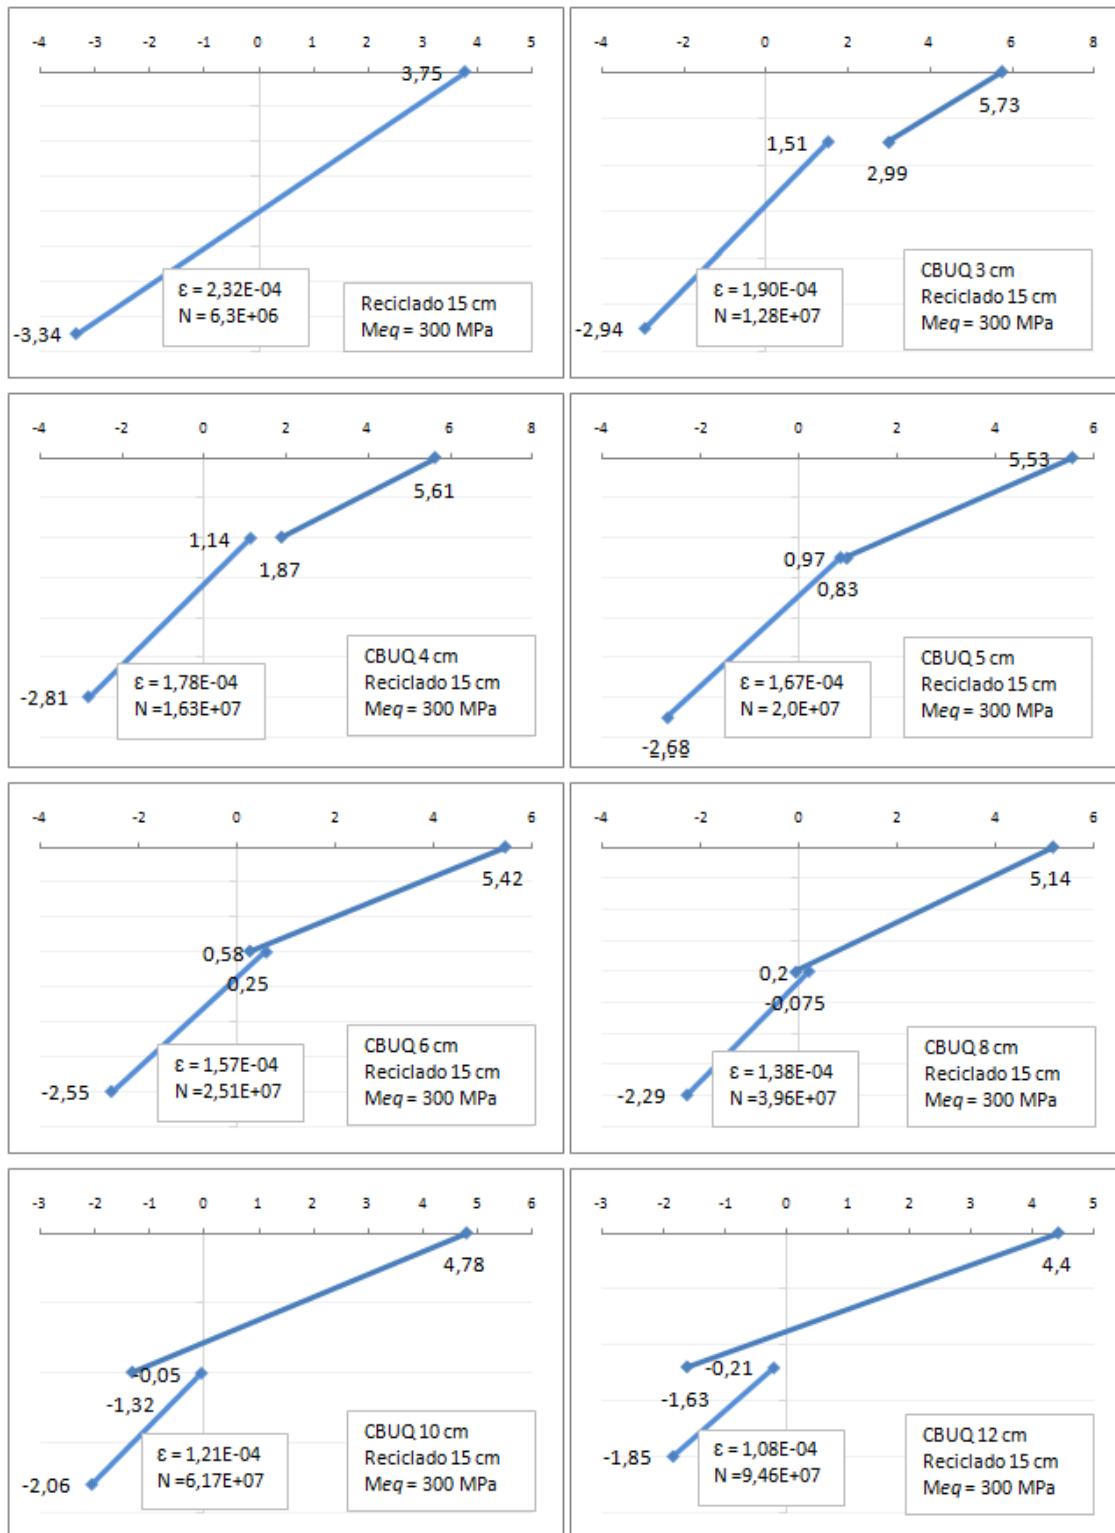 -4 -3 -2 -1 0 1 2 3 4 5
3,75
-3,34
ε = 2,32E-04
N = 6,3E+06
Reciclado 15 cm
Meq = 300 MPa
-4 -2 0 2 4 6 8
5,73
1,51
2,99
-2,94
ε = 1,90E-04
N =1,28E+07
CBUQ 3 cm
Reciclado 15 cm
Meq = 300 MPa
-4 -2 0 2 4 6 8
5,61
1,14
1,87
-2,81
ε = 1,78E-04
N =1,63E+07
CBUQ 4 cm
Reciclado 15 cm
Meq = 300 MPa
-4 -2 0 2 4 6
5,53
0,97
0,83
-2,68
ε = 1,67E-04
N = 2,0E+07
CBUQ 5 cm
Reciclado 15 cm
Meq = 300 MPa
-4 -2 0 2 4 6
5,42
0,58
0,25
-2,55
ε = 1,57E-04
N =2,51E+07
CBUQ 6 cm
Reciclado 15 cm
Meq = 300 MPa
-4 -2 0 2 4 6
5,14
0,2
-0,075
-2,29
ε = 1,38E-04
N =3,96E+07
CBUQ 8 cm
Reciclado 15 cm
Meq = 300 MPa
-3 -2 -1 0 1 2 3 4 5 6
4,78
-0,05
-1,32
-2,06
ε = 1,21E-04
N =6,17E+07
CBUQ 10 cm
Reciclado 15 cm
Meq = 300 MPa
-3 -2 -1 0 1 2 3 4 5
4,4
-0,21
-1,63
-1,85
ε = 1,08E-04
N =9,46E+07
CBUQ 12 cm
Reciclado 15 cm
Meq = 300 MPa